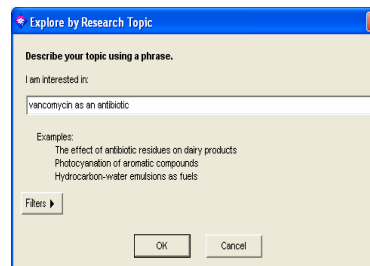 Explore by Research Topic
Describe your topic using a phrase.
I am interested in:
vancomycin as an antibiotic
Examples:
The effect of antibiotic residues on dairy products
Photocyanation of aromatic compounds
Hydrocarbon-water emulsions as fuels
Filters
OK Cancel